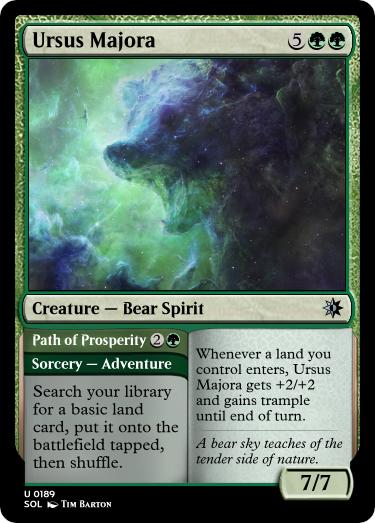 Ursus Majora 5
Creature — Bear Spirit
Path of Prosperity 2
Sorcery — Adventure
Search your library
for a basic land
card, put it onto the
battlefield tapped,
then shuffle.
Whenever a land you
control enters, Ursus
Majora gets +2/+2
and gains trample
until end of turn.
A bear sky teaches of the
tender side of nature.
7/7
U 0189
SOL Tim Barton